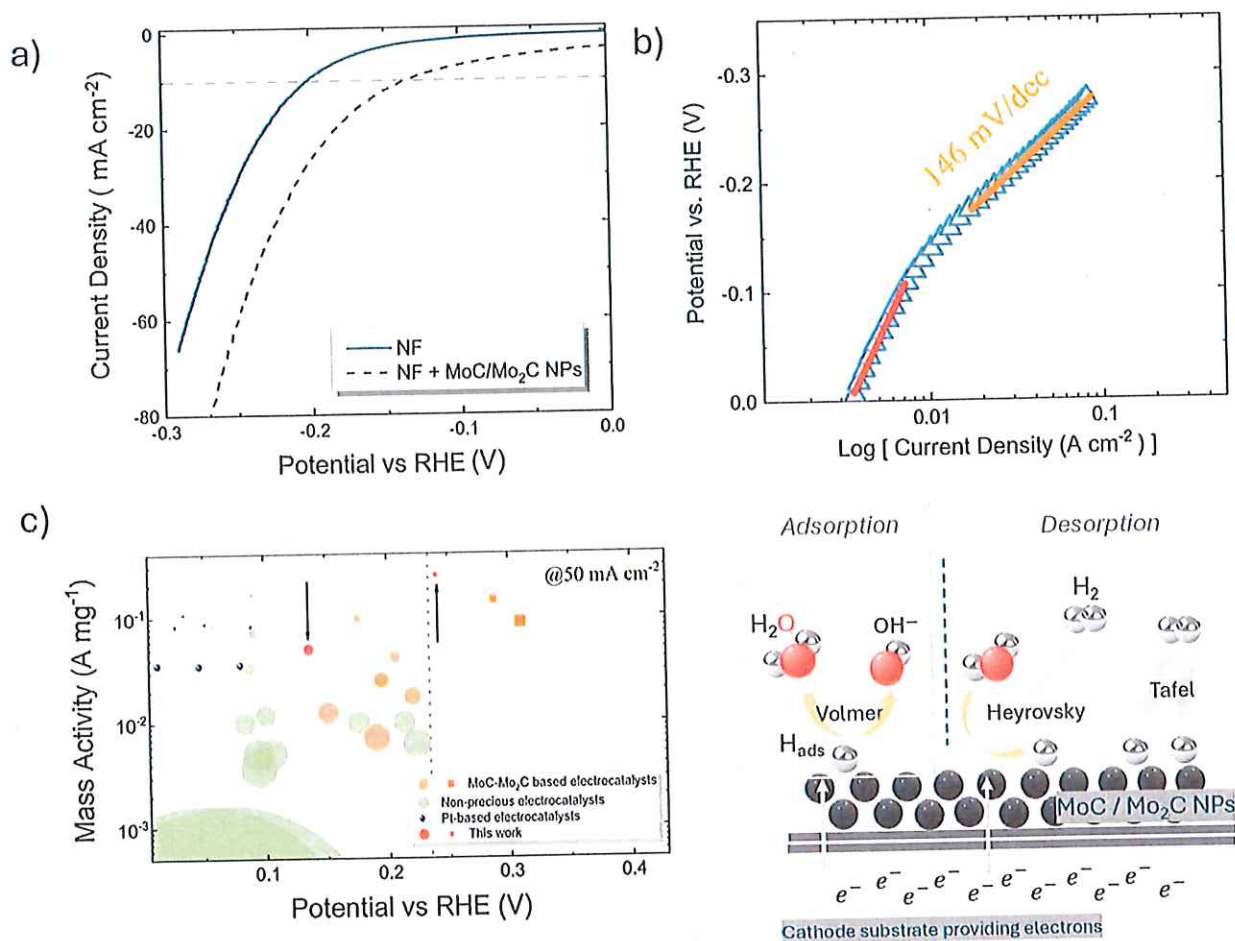 a)
Current Density ( mA cm⁻²)
0
-20
-40
-60
-80
-0.3
-0.2
-0.1
0.0
Potential vs RHE (V)
NF
NF + MoC/Mo₂C NPs
b)
Potential vs. RHE (V)
-0.3
-0.2
-0.1
0.0
146 mV/dec
0.01
0.1
Log [ Current Density (A cm⁻²) ]
c)
Mass Activity (A mg⁻¹)
10⁻¹
10⁻²
10⁻³
@50 mA cm⁻²
MoC-Mo₂C based electrocatalysts
Non-precious electrocatalysts
Pt-based electrocatalysts
This work
0.1
0.2
0.3
0.4
Potential vs RHE (V)
Adsorption
Desorption
H₂O
OH⁻
H₂
Volmer
Heyrovsky
Tafel
Hads
MoC / Mo₂C NPs
e⁻ e⁻ e⁻ e⁻ e⁻ e⁻ e⁻ e⁻ e⁻ e⁻
Cathode substrate providing electrons